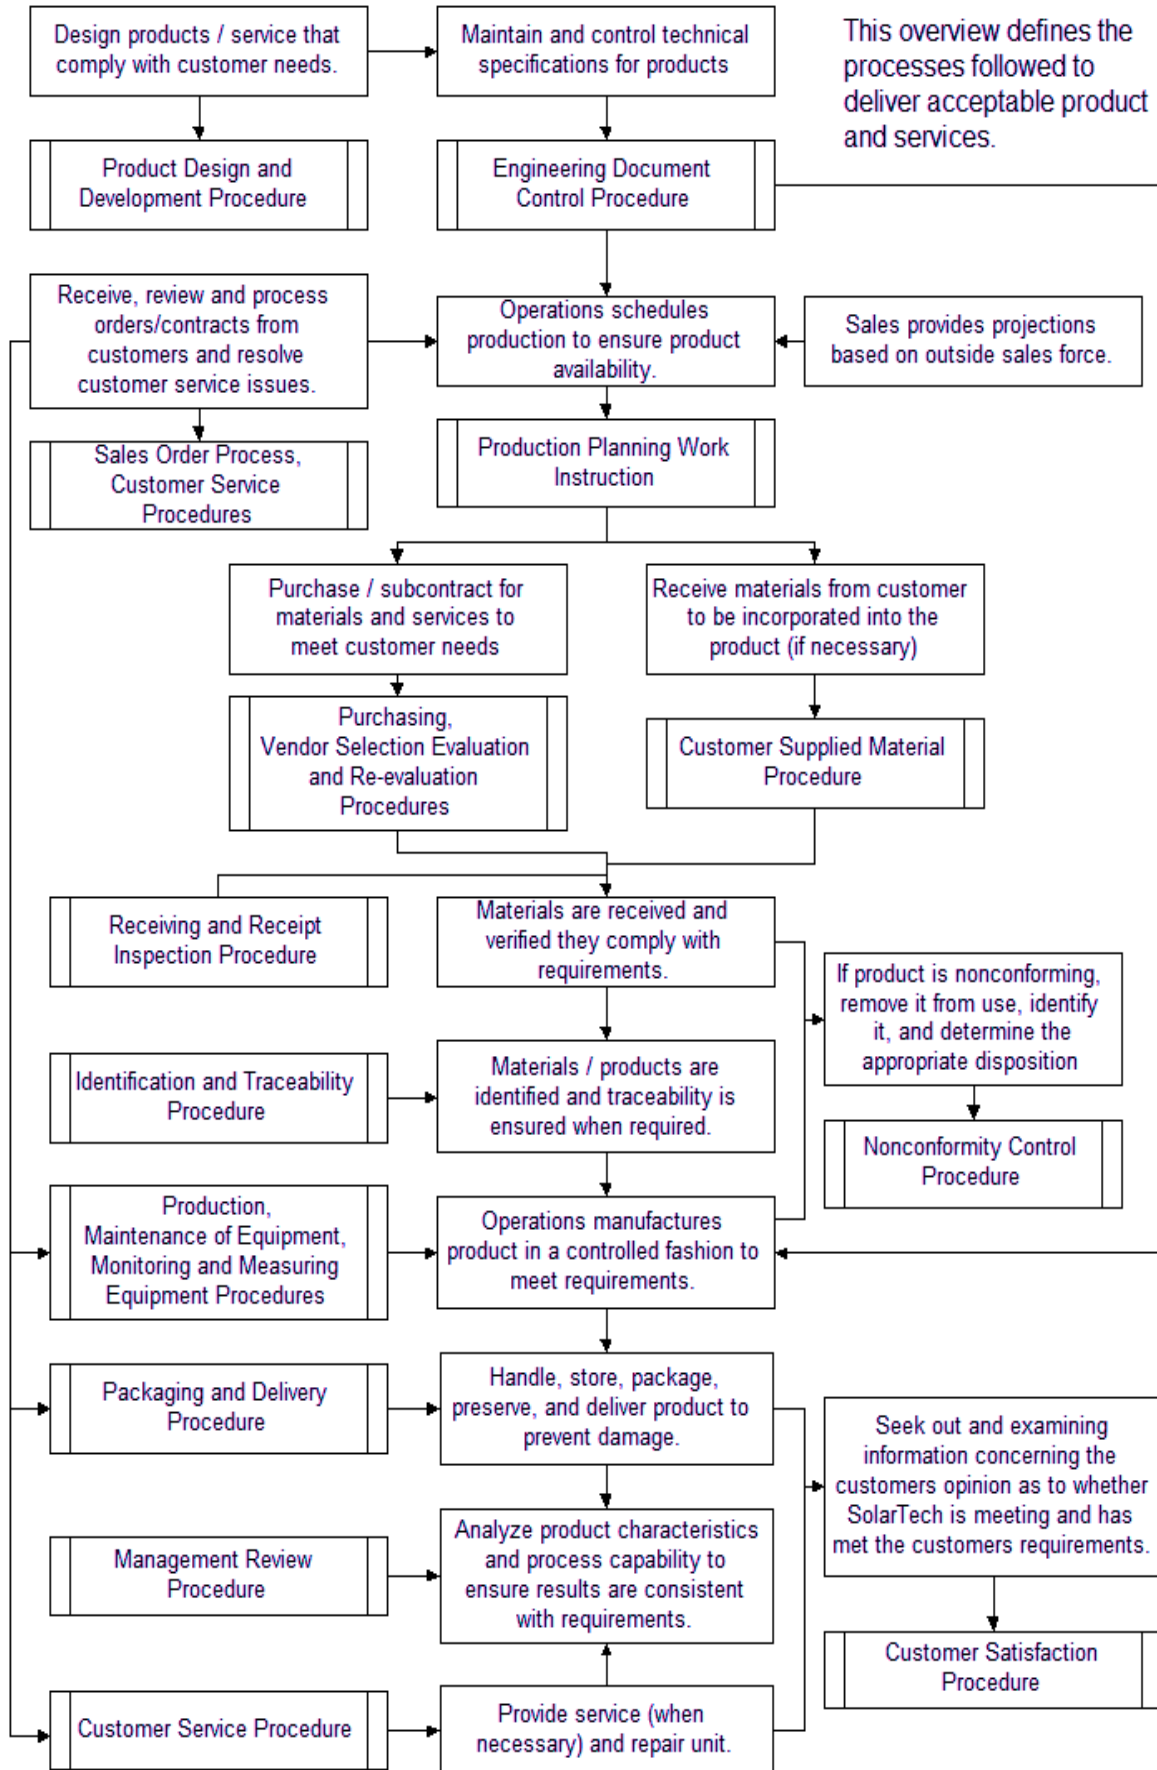 Design products / service that
comply with customer needs.
Maintain and control technical
specifications for products
This overview defines the
processes followed to
deliver acceptable product
and services.
Product Design and
Development Procedure
Engineering Document
Control Procedure
Receive, review and process
orders/contracts from
customers and resolve
customer service issues.
Operations schedules
production to ensure product
availability.
Sales provides projections
based on outside sales force.
Sales Order Process,
Customer Service
Procedures
Production Planning Work
Instruction
Purchase / subcontract for
materials and services to
meet customer needs
Receive materials from customer
to be incorporated into the
product (if necessary)
Purchasing,
Vendor Selection Evaluation
and Re-evaluation
Procedures
Customer Supplied Material
Procedure
Receiving and Receipt
Inspection Procedure
Materials are received and
verified they comply with
requirements.
If product is nonconforming,
remove it from use, identify
it, and determine the
appropriate disposition
Identification and Traceability
Procedure
Materials / products are
identified and traceability is
ensured when required.
Nonconformity Control
Procedure
Production,
Maintenance of Equipment,
Monitoring and Measuring
Equipment Procedures
Operations manufactures
product in a controlled fashion to
meet requirements.
Packaging and Delivery
Procedure
Handle, store, package,
preserve, and deliver product to
prevent damage.
Seek out and examining
information concerning the
customers opinion as to whether
SolarTech is meeting and has
met the customers requirements.
Management Review
Procedure
Analyze product characteristics
and process capability to
ensure results are consistent
with requirements.
Customer Satisfaction
Procedure
Customer Service Procedure
Provide service (when
necessary) and repair unit.